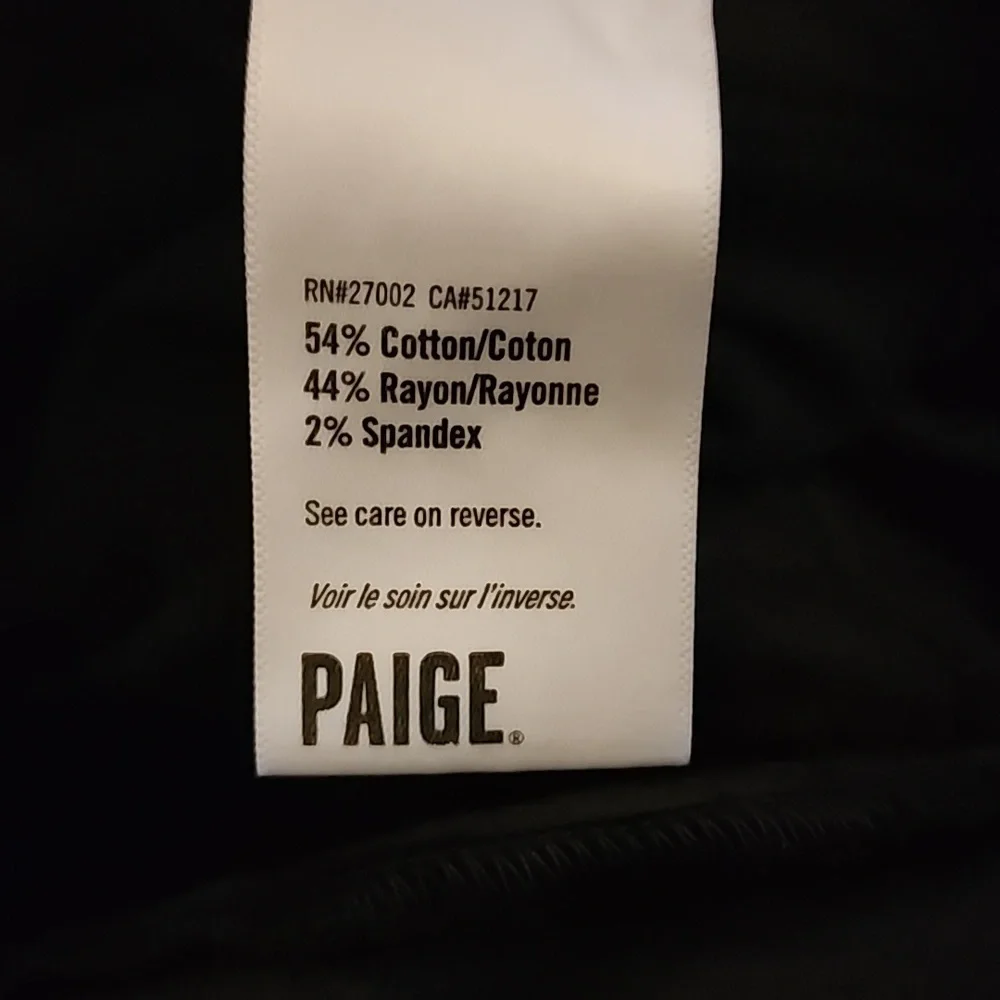 RN#27002 CA#51217
54% Cotton/Coton
44% Rayon/Rayonne
2% Spandex
See care on reverse.
Voir le soin sur l'inverse.
PAIGE®